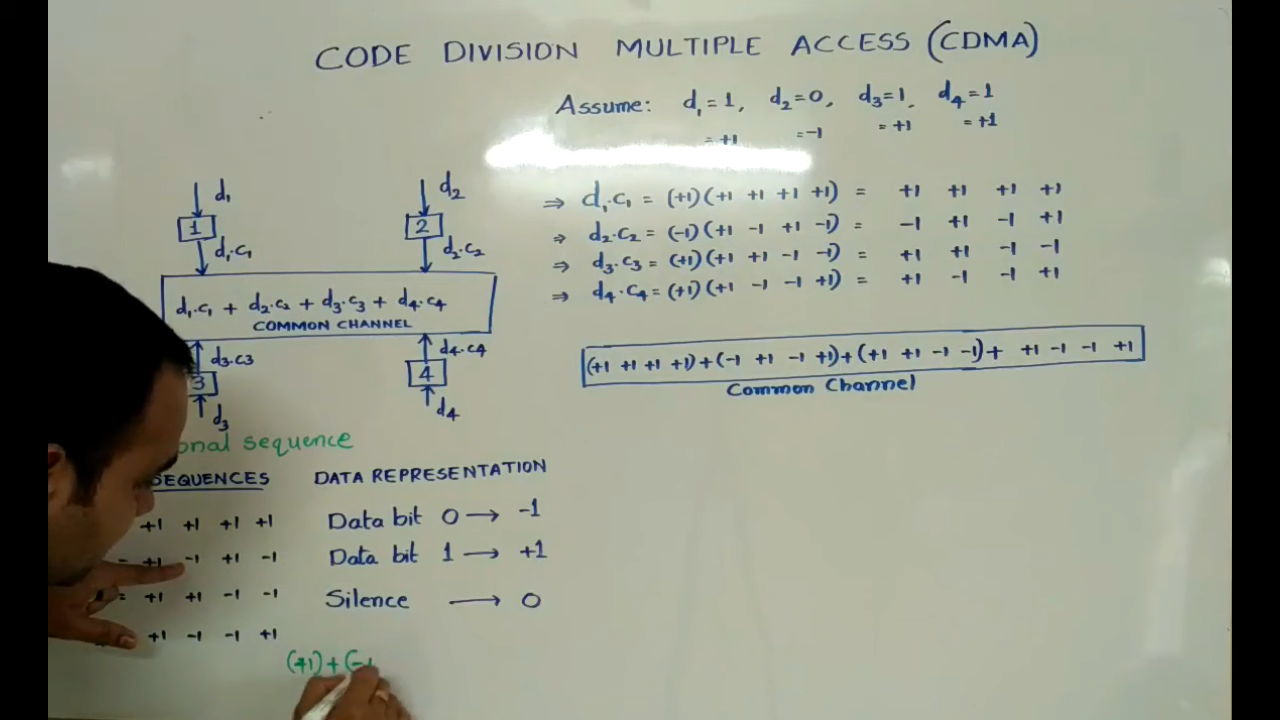 CODE DIVISION MULTIPLE ACCESS (CDMA)
Assume: d₁=1, d₂=0, d₃=1, d₄=1
=+1 =-1 =+1 =+1
d₁ d₂
1 2
d₁.c₁ d₂.c₂
d₁.c₁ + d₂.c₂ + d₃.c₃ + d₄.c₄
COMMON CHANNEL
d₃.c₃ d₄.c₄
3 4
d₃ d₄
⇒ d₁.c₁ = (+1)(+1 +1 +1 +1) = +1 +1 +1 +1
⇒ d₂.c₂ = (-1)(+1 -1 +1 -1) = -1 +1 -1 +1
⇒ d₃.c₃ = (+1)(+1 +1 -1 -1) = +1 +1 -1 -1
⇒ d₄.c₄ = (+1)(+1 -1 -1 +1) = +1 -1 -1 +1
(+1 +1 +1 +1)+(-1 +1 -1 +1)+(+1 +1 -1 -1)+ +1 -1 -1 +1
Common Channel
sequence
SEQUENCES
+1 +1 +1 +1
+1 -1 +1 -1
= +1 +1 -1 -1
+1 -1 -1 +1
DATA REPRESENTATION
Data bit 0 → -1
Data bit 1 → +1
Silence → 0
(+1)+(-1